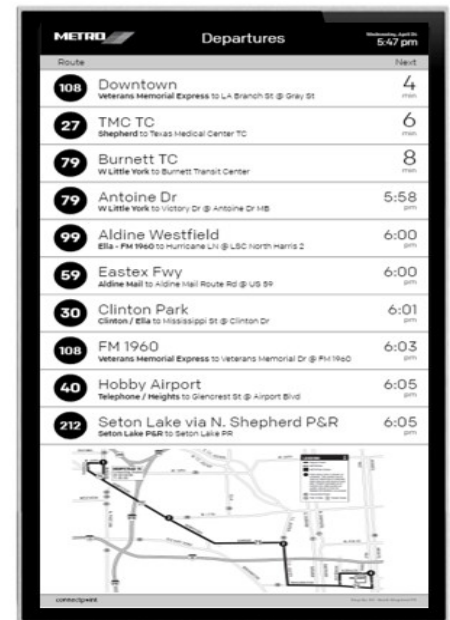 METRO
Departures
Wednesday, April 24
5:47 pm
Route
Next
108
Downtown
4
Veterans Memorial Express to LA Branch St @ Gray St
min
27
TMC TC
6
Shepherd to Texas Medical Center TC
min
79
Burnett TC
8
W Little York to Burnett Transit Center
min
79
Antoine Dr
5:58
W Little York to Victory Dr @ Antoine Dr MB
pm
99
Aldine Westfield
6:00
Ella - FM 1960 to Hurricane LN @ LSC North Harris 2
pm
59
Eastex Fwy
6:00
Aldine Mail to Aldine Mail Route Rd @ US 59
pm
30
Clinton Park
6:01
Clinton / Ella to Mississippi St @ Clinton Dr
pm
108
FM 1960
6:03
Veterans Memorial Express to Veterans Memorial Dr @ FM 1960
pm
40
Hobby Airport
6:05
Telephone / Heights to Glencrest St @ Airport Blvd
pm
212
Seton Lake via N. Shepherd P&R
6:05
Seton Lake P&R to Seton Lake PR
pm
connectpoint